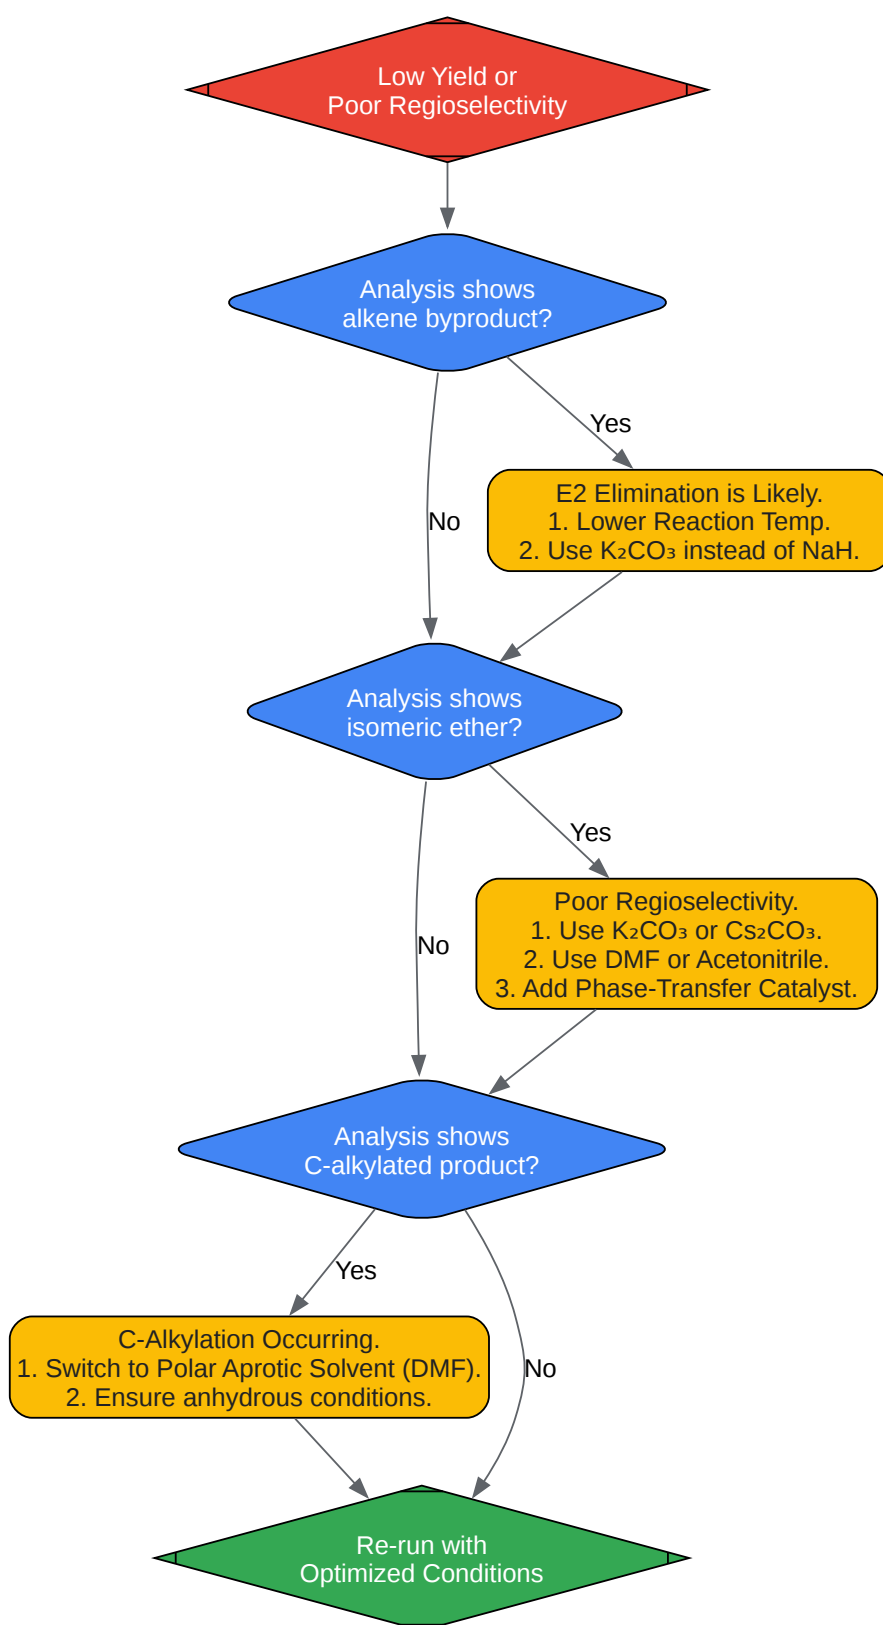 Low Yield or
Poor Regioselectivity
Analysis shows
alkene byproduct?
Yes
No
E2 Elimination is Likely.
1. Lower Reaction Temp.
2. Use K₂CO₃ instead of NaH.
Analysis shows
isomeric ether?
Yes
No
Poor Regioselectivity.
1. Use K₂CO₃ or Cs₂CO₃.
2. Use DMF or Acetonitrile.
3. Add Phase-Transfer Catalyst.
Analysis shows
C-alkylated product?
Yes
No
C-Alkylation Occurring.
1. Switch to Polar Aprotic Solvent (DMF).
2. Ensure anhydrous conditions.
Re-run with
Optimized Conditions